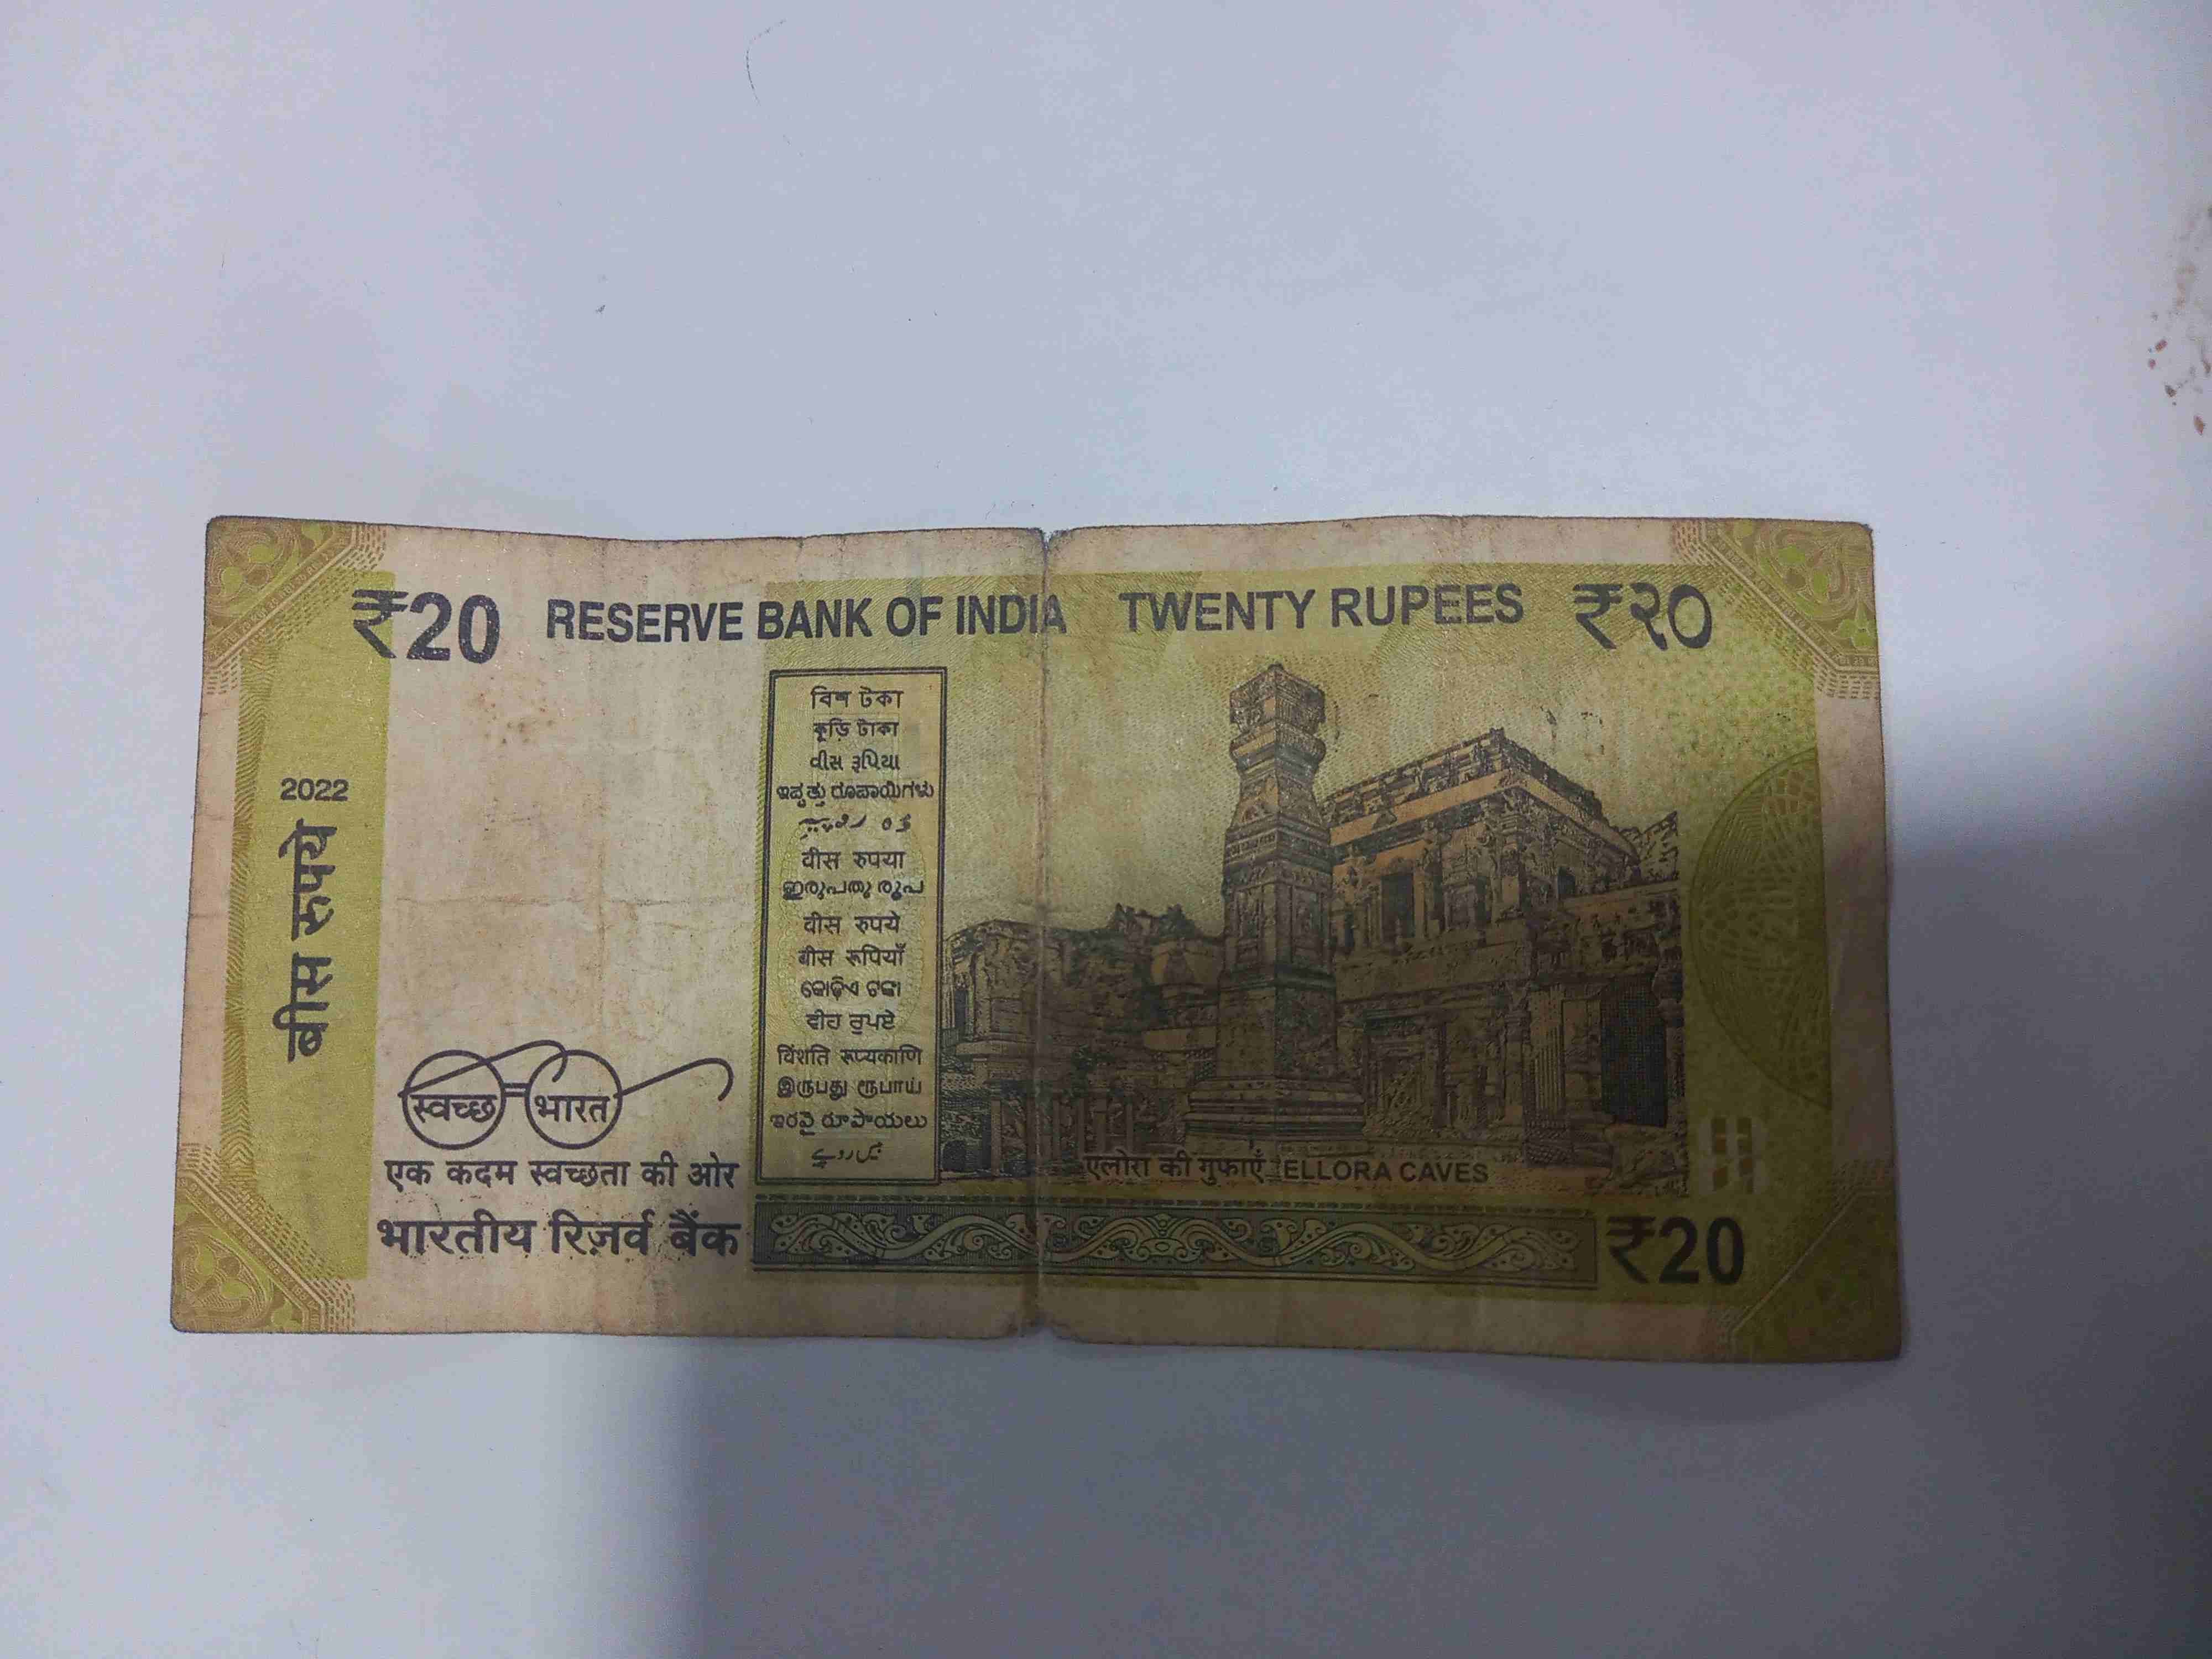 ₹20 RESERVE BANK OF INDIA TWENTY RUPEES ₹२०
2022
बीस रुपये
বিশ টকা
কুড়ি টাকা
વીસ રૂપિયા
ಇಪ್ಪತ್ತು ರೂಪಾಯಿಗಳು
वीस रुपया
ഇരുപതു രൂപ
वीस रुपये
बीस रुपियाँ
କୋଡ଼ିଏ ଟଙ୍କା
ਵੀਹ ਰੁਪਏ
विंशति रूप्यकाणि
இருபது ரூபாய்
ఇరవై రూపాయలు
بیس روپے
स्वच्छ भारत
एक कदम स्वच्छता की ओर
भारतीय रिज़र्व बैंक
एलोरा की गुफाएँ ELLORA CAVES
₹20